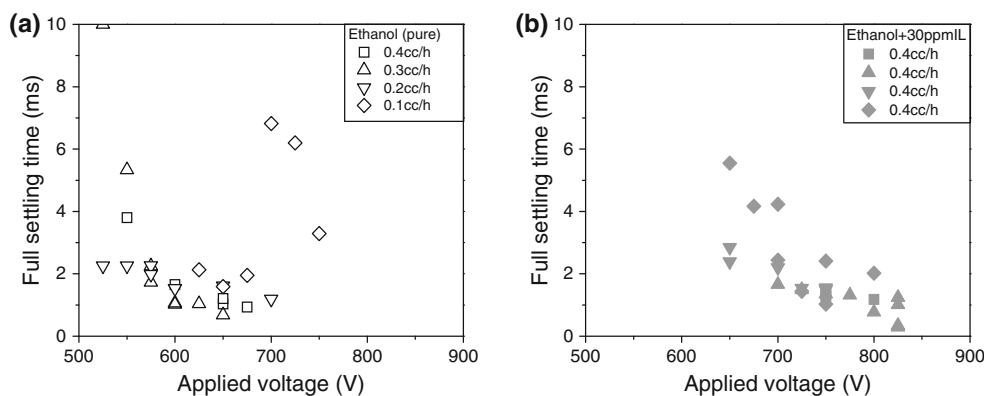 (a)
Full settling time (ms)
10
8
6
4
2
0
500 600 700 800 900
Applied voltage (V)
Ethanol (pure)
0.4cc/h
0.3cc/h
0.2cc/h
0.1cc/h
(b)
Full settling time (ms)
10
8
6
4
2
0
500 600 700 800 900
Applied voltage (V)
Ethanol+30ppmIL
0.4cc/h
0.4cc/h
0.4cc/h
0.4cc/h